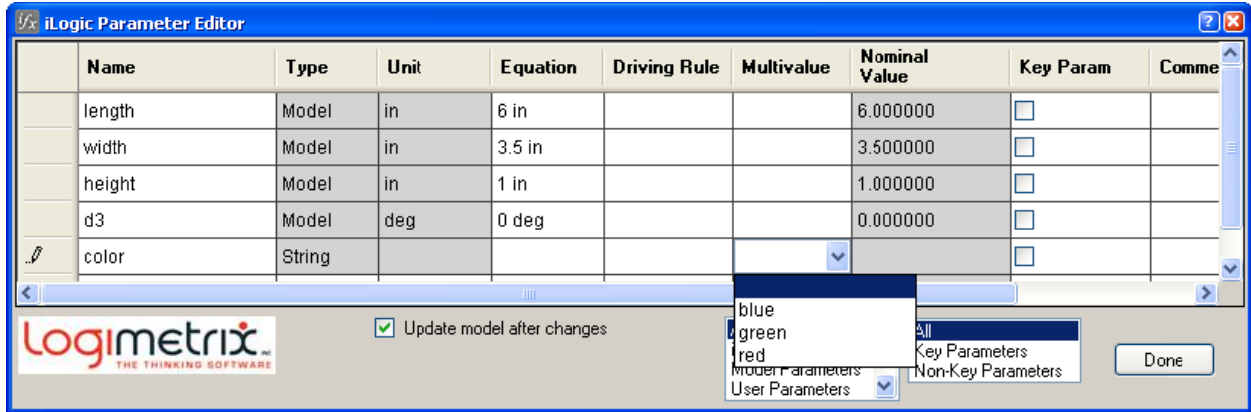 iLogic Parameter Editor
Name Type Unit Equation Driving Rule Multivalue Nominal Value Key Param Comme
length Model in 6 in 6.000000
width Model in 3.5 in 3.500000
height Model in 1 in 1.000000
d3 Model deg 0 deg 0.000000
color String
blue
green
red
LOGIMETRIX INC
THE THINKING SOFTWARE
Update model after changes
Model Parameters
User Parameters
All
Key Parameters
Non-Key Parameters
Done